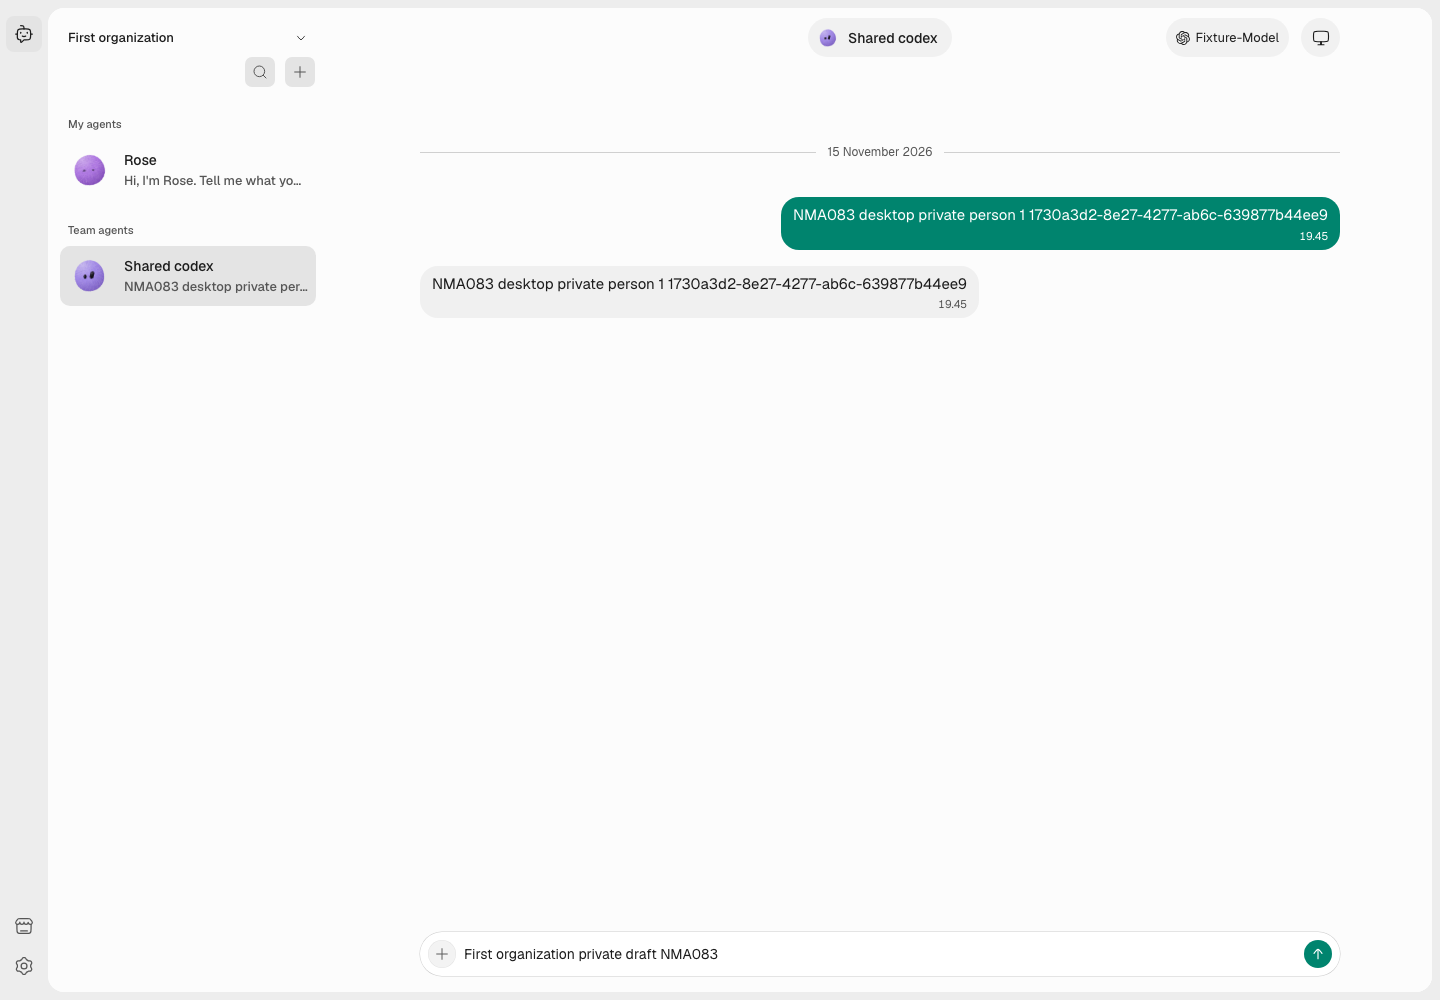 First organization
Shared codex
Fixture-Model
My agents
Rose
Hi, I'm Rose. Tell me what yo...
Team agents
Shared codex
NMA083 desktop private per...
15 November 2026
NMA083 desktop private person 1 1730a3d2-8e27-4277-ab6c-639877b44ee9
19.45
NMA083 desktop private person 1 1730a3d2-8e27-4277-ab6c-639877b44ee9
19.45
First organization private draft NMA083